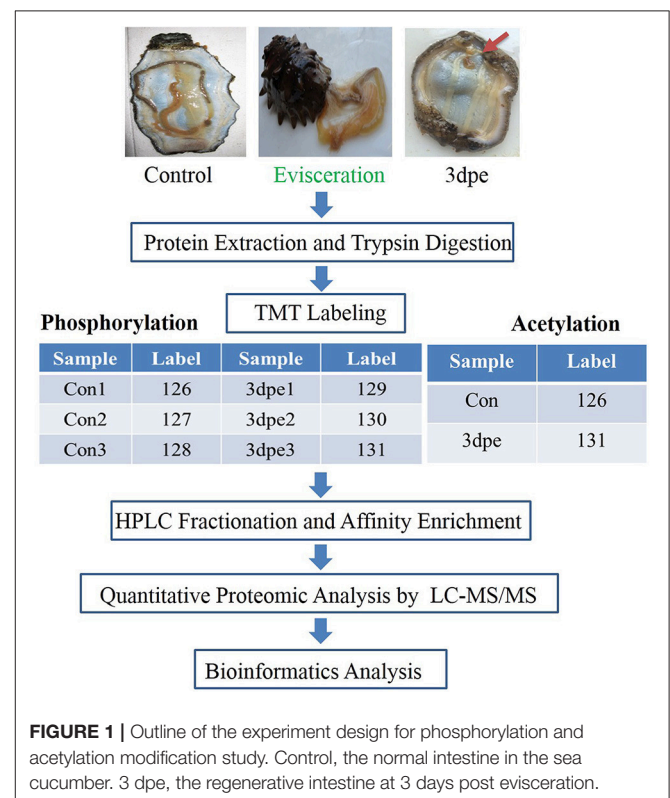 Control Evisceration 3dpe
Protein Extraction and Trypsin Digestion
TMT Labeling
Phosphorylation
Sample Label Sample Label
Con1 126 3dpe1 129
Con2 127 3dpe2 130
Con3 128 3dpe3 131
Acetylation
Sample Label
Con 126
3dpe 131
HPLC Fractionation and Affinity Enrichment
Quantitative Proteomic Analysis by LC-MS/MS
Bioinformatics Analysis
FIGURE 1 | Outline of the experiment design for phosphorylation and
acetylation modification study. Control, the normal intestine in the sea
cucumber. 3 dpe, the regenerative intestine at 3 days post evisceration.